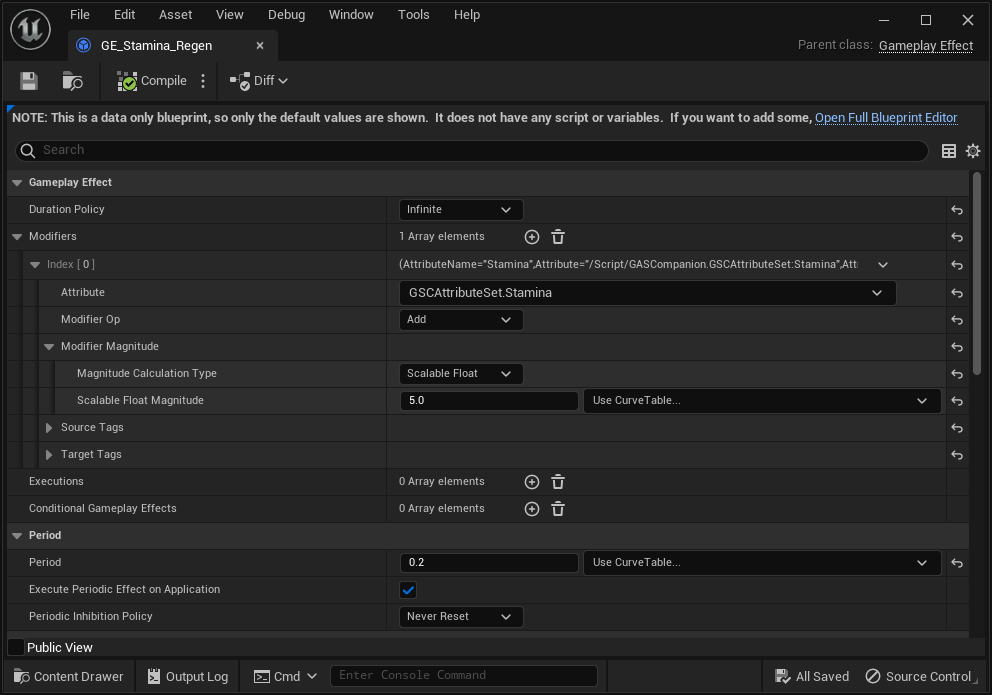 File Edit Asset View Debug Window Tools Help
GE_Stamina_Regen
Parent class: Gameplay Effect
Compile Diff
NOTE: This is a data only blueprint, so only the default values are shown.  It does not have any script or variables.  If you want to add some, Open Full Blueprint Editor
Search
Gameplay Effect
Duration Policy Infinite
Modifiers 1 Array elements
Index [ 0 ] (AttributeName="Stamina",Attribute="/Script/GASCompanion.GSCAttributeSet:Stamina",Attr
Attribute GSCAttributeSet.Stamina
Modifier Op Add
Modifier Magnitude
Magnitude Calculation Type Scalable Float
Scalable Float Magnitude 5.0 Use CurveTable...
Source Tags
Target Tags
Executions 0 Array elements
Conditional Gameplay Effects 0 Array elements
Period
Period 0.2 Use CurveTable...
Execute Periodic Effect on Application
Periodic Inhibition Policy Never Reset
Public View
Content Drawer Output Log Cmd Enter Console Command All Saved Source Control